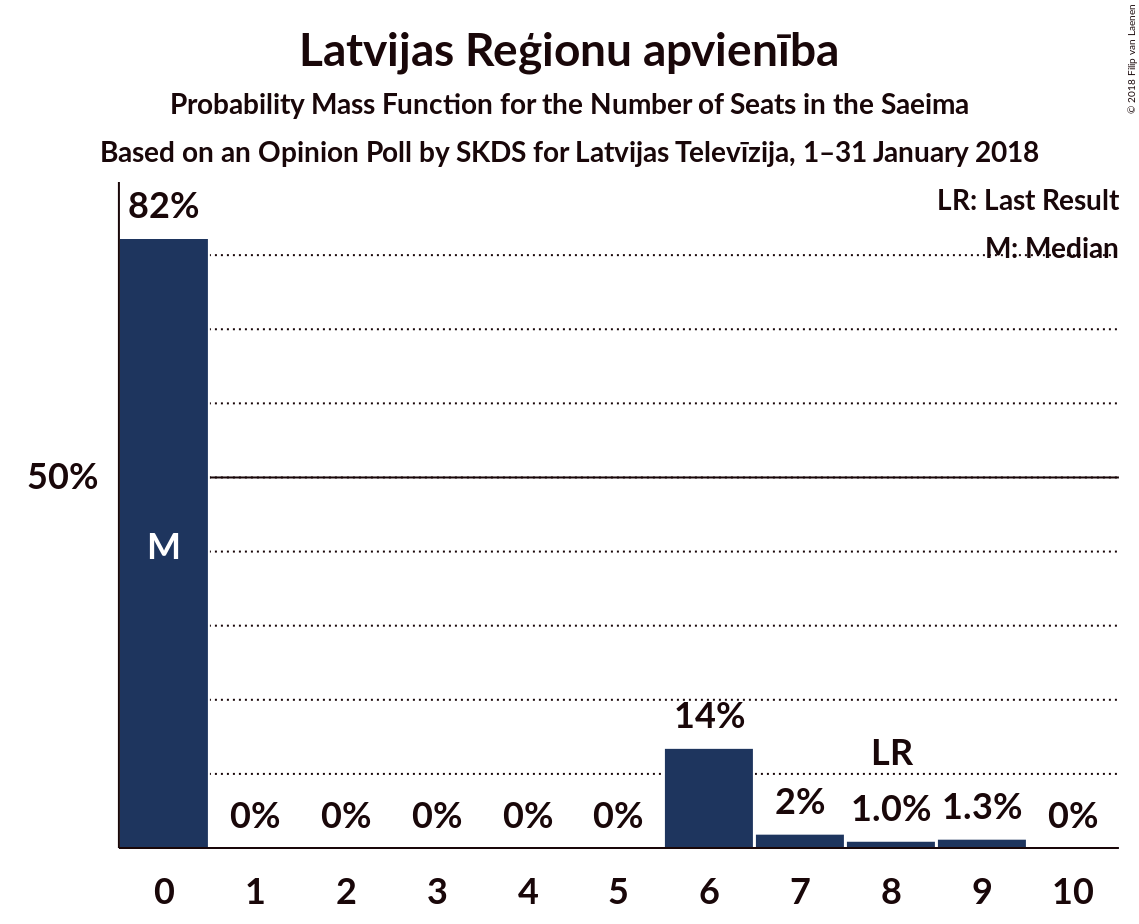 Latvijas Reģionu apvienība
Probability Mass Function for the Number of Seats in the Saeima
Based on an Opinion Poll by SKDS for Latvijas Televīzija, 1–31 January 2018
© 2018 Filip van Laenen
LR: Last Result
M: Median
82%
50%
M
14%
LR
0% 0% 0% 0% 0% 2% 1.0% 1.3% 0%
0 1 2 3 4 5 6 7 8 9 10